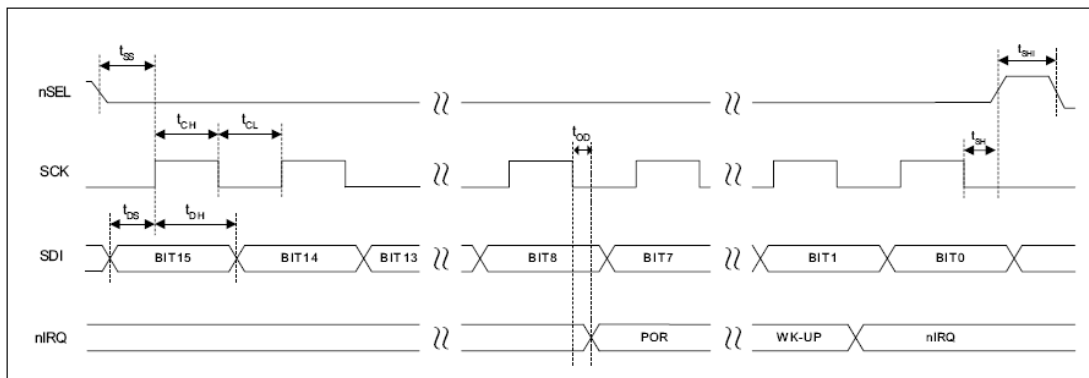 tSS
tSHI
nSEL
tCH
tCL
tOD
tSH
SCK
tDS
tDH
SDI
BIT15
BIT14
BIT13
BIT8
BIT7
BIT1
BIT0
nIRQ
POR
WK-UP
nIRQ